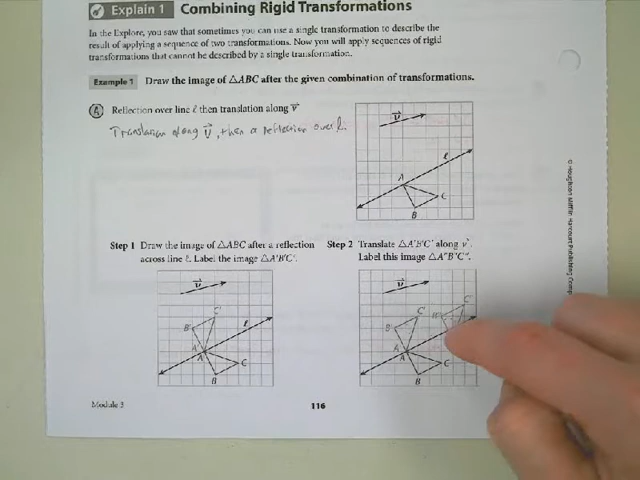 Explain 1 Combining Rigid Transformations
In the Explore, you saw that sometimes you can use a single transformation to describe the
result of applying a sequence of two transformations. Now you will apply sequences of rigid
transformations that cannot be described by a single transformation.
Example 1 Draw the image of △ABC after the given combination of transformations.
Ⓐ Reflection over line ℓ then translation along v⃗
Translation along v⃗, then a reflection over ℓ.
v⃗
ℓ
A
C
B
Step 1 Draw the image of △ABC after a reflection
across line ℓ. Label the image △A′B′C′.
v⃗
C′
B′
ℓ
A′
A
C
B
Step 2 Translate △A′B′C′ along v⃗.
Label this image △A″B″C″.
v⃗
C″
C′
B″
B′
A′
A
C
B
Module 3
116
© Houghton Mifflin Harcourt Publishing